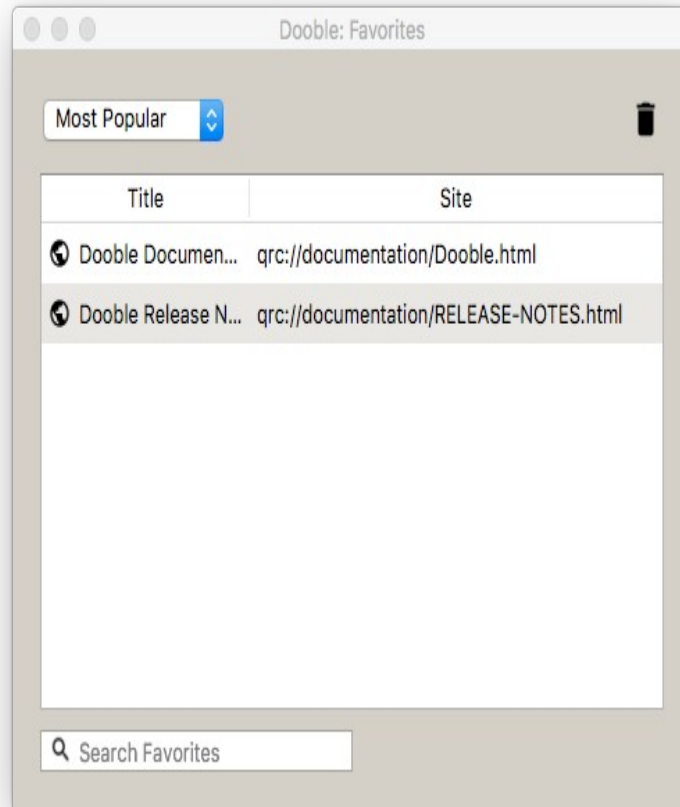 Dooble: Favorites
Most Popular
Title Site
Dooble Documen... qrc://documentation/Dooble.html
Dooble Release N... qrc://documentation/RELEASE-NOTES.html
Search Favorites